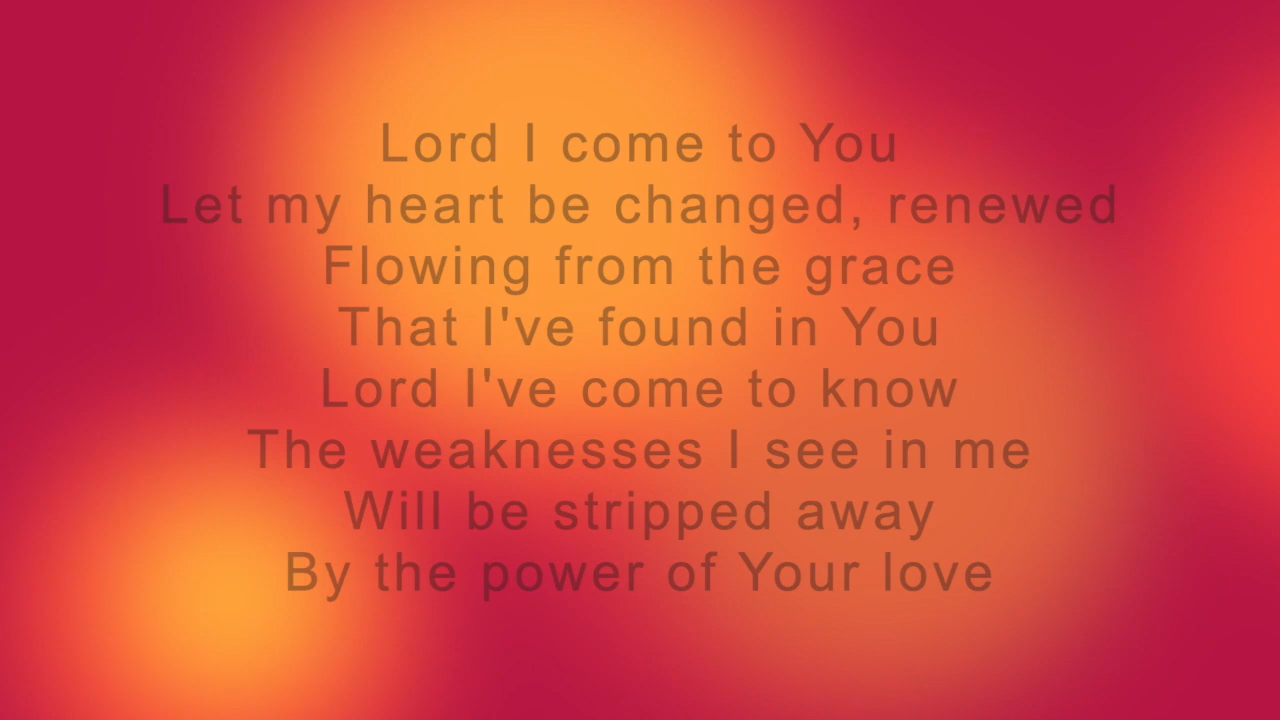 Lord I come to You
Let my heart be changed, renewed
Flowing from the grace
That I've found in You
Lord I've come to know
The weaknesses I see in me
Will be stripped away
By the power of Your love